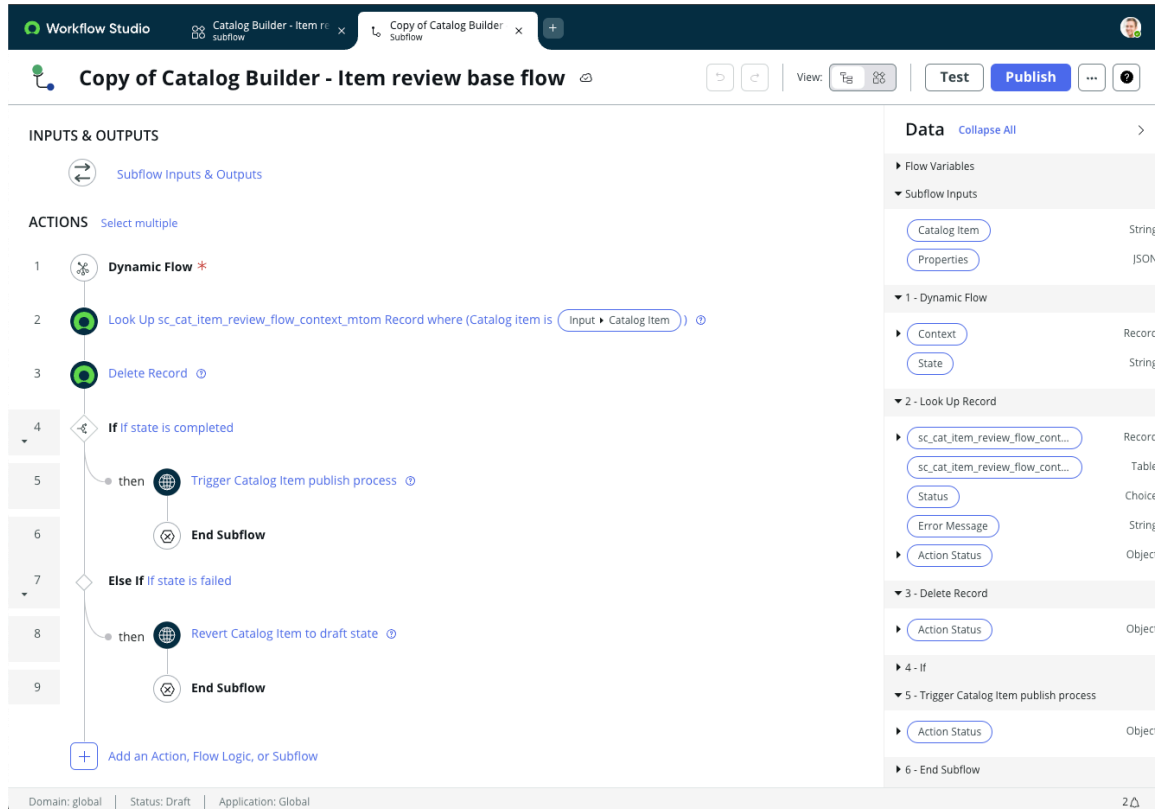 Workflow Studio
Catalog Builder - Item re
subflow
Copy of Catalog Builder
Subflow
Copy of Catalog Builder - Item review base flow
View:
Test
Publish
INPUTS & OUTPUTS
Subflow Inputs & Outputs
ACTIONS Select multiple
1 Dynamic Flow *
2 Look Up sc_cat_item_review_flow_context_mtom Record where (Catalog item is Input ▸ Catalog Item )
3 Delete Record
4 If If state is completed
5 then Trigger Catalog Item publish process
6 End Subflow
7 Else If If state is failed
8 then Revert Catalog Item to draft state
9 End Subflow
Add an Action, Flow Logic, or Subflow
Data Collapse All
Flow Variables
Subflow Inputs
Catalog Item String
Properties JSON
1 - Dynamic Flow
Context Record
State String
2 - Look Up Record
sc_cat_item_review_flow_cont... Record
sc_cat_item_review_flow_cont... Table
Status Choice
Error Message String
Action Status Object
3 - Delete Record
Action Status Object
4 - If
5 - Trigger Catalog Item publish process
Action Status Object
6 - End Subflow
Domain: global | Status: Draft | Application: Global
2